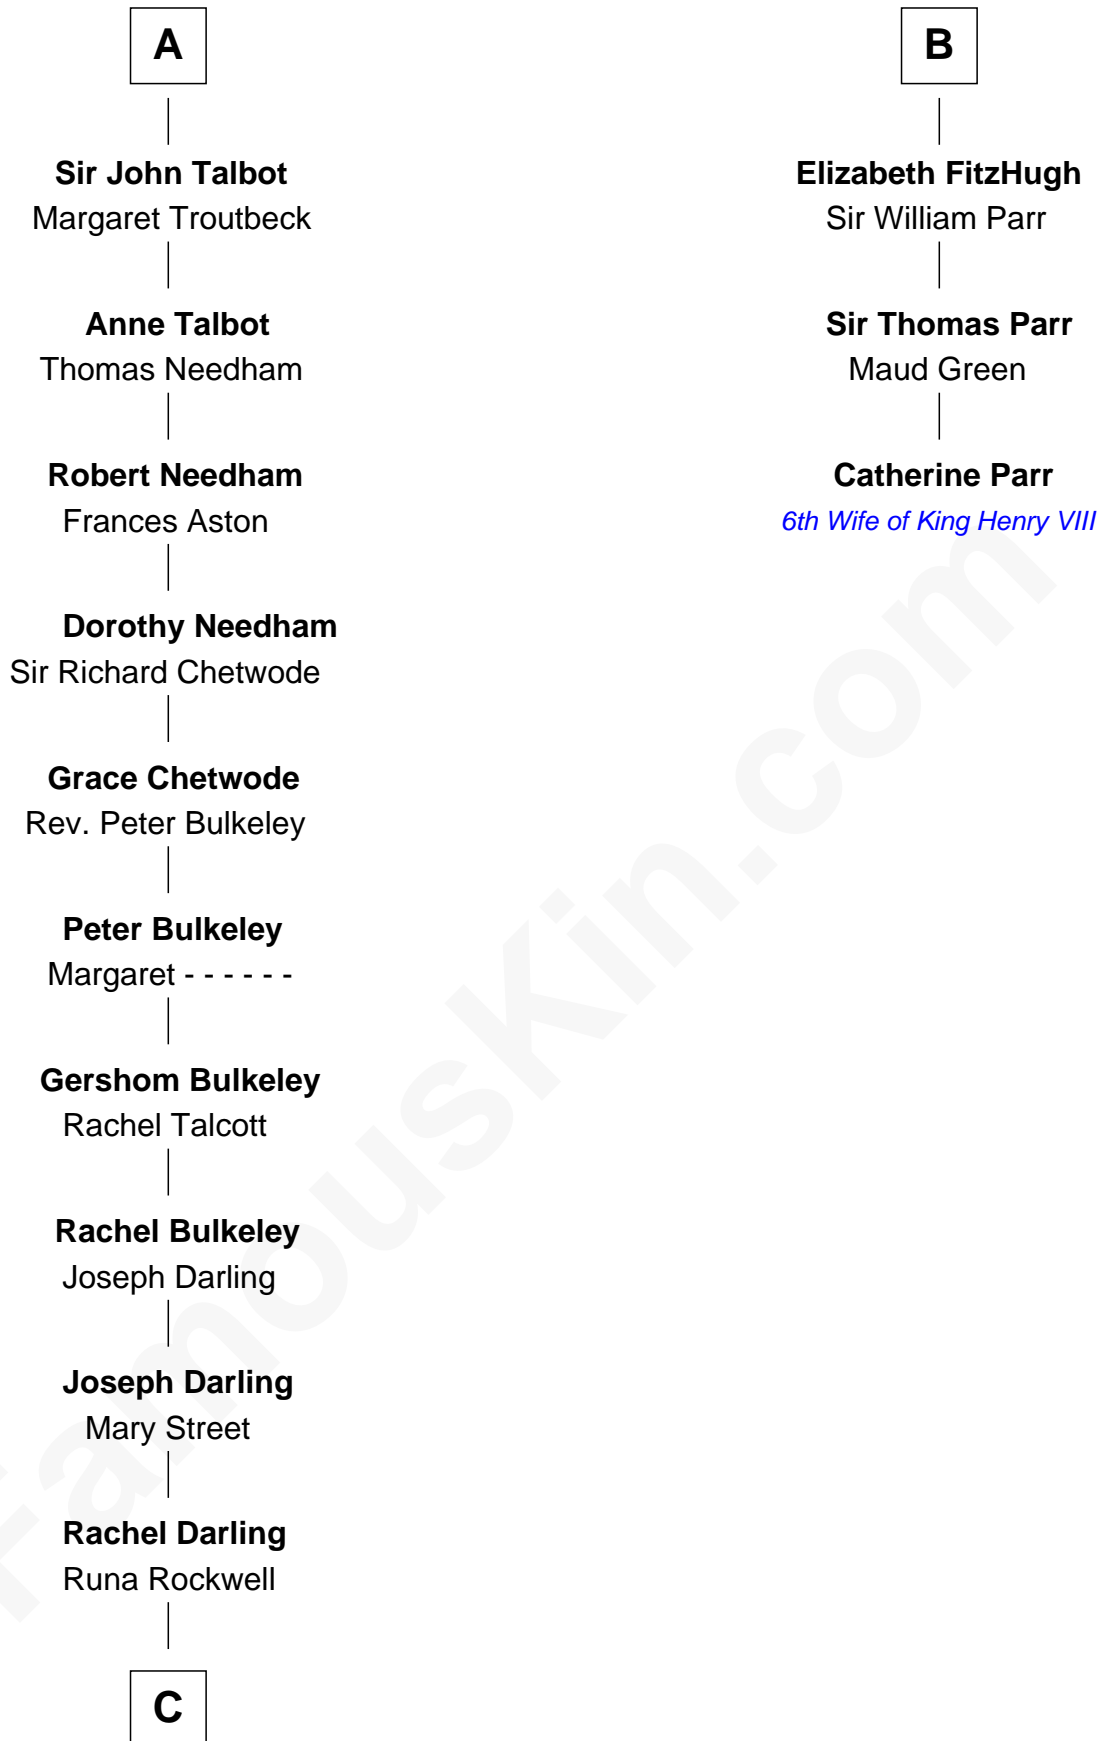 A
Sir John Talbot
Margaret Troutbeck
Anne Talbot
Thomas Needham
Robert Needham
Frances Aston
Dorothy Needham
Sir Richard Chetwode
Grace Chetwode
Rev. Peter Bulkeley
Peter Bulkeley
Margaret - - - - - -
Gershom Bulkeley
Rachel Talcott
Rachel Bulkeley
Joseph Darling
Joseph Darling
Mary Street
Rachel Darling
Runa Rockwell
C
B
Elizabeth FitzHugh
Sir William Parr
Sir Thomas Parr
Maud Green
Catherine Parr
6th Wife of King Henry VIII
FamousKin.com